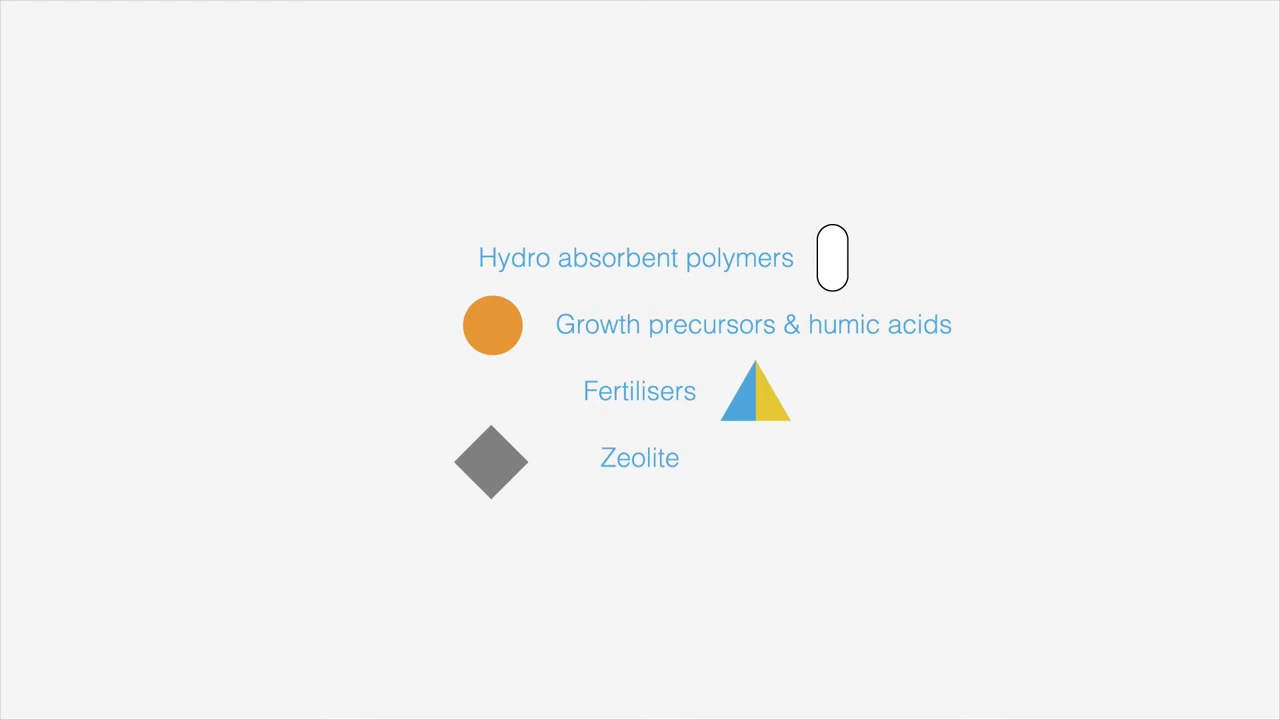 Hydro absorbent polymers
Growth precursors & humic acids
Fertilisers
Zeolite